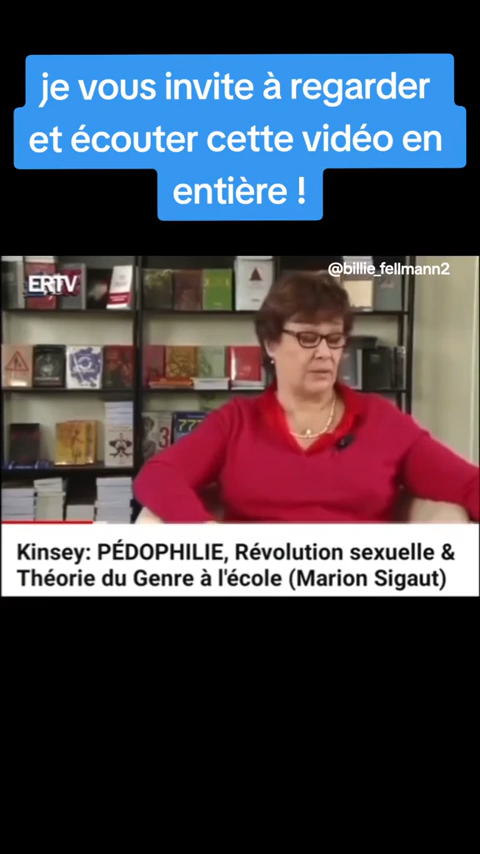 je vous invite à regarder
et écouter cette vidéo en
entière !
@billie_fellmann2
ERTV
Kinsey: PÉDOPHILIE, Révolution sexuelle &
Théorie du Genre à l'école (Marion Sigaut)